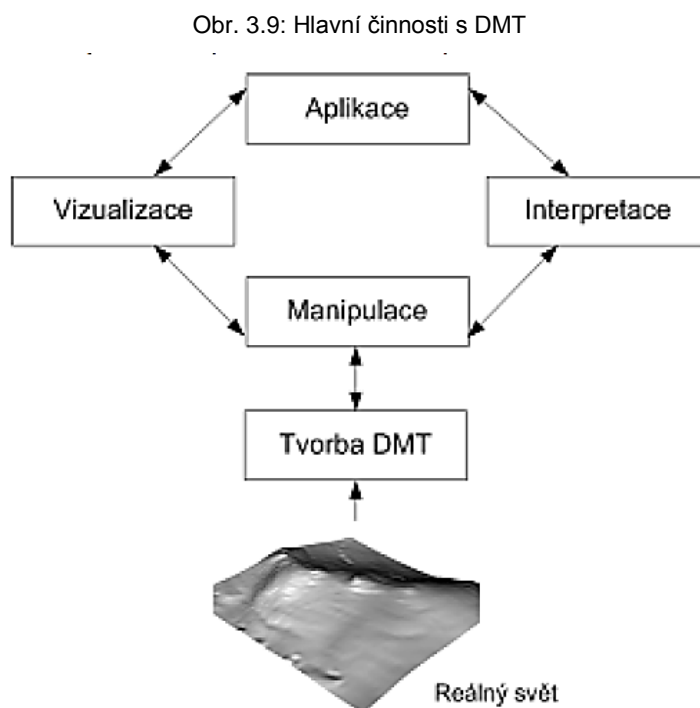 Obr. 3.9: Hlavní činnosti s DMT
Aplikace
Vizualizace
Interpretace
Manipulace
Tvorba DMT
Reálný svět